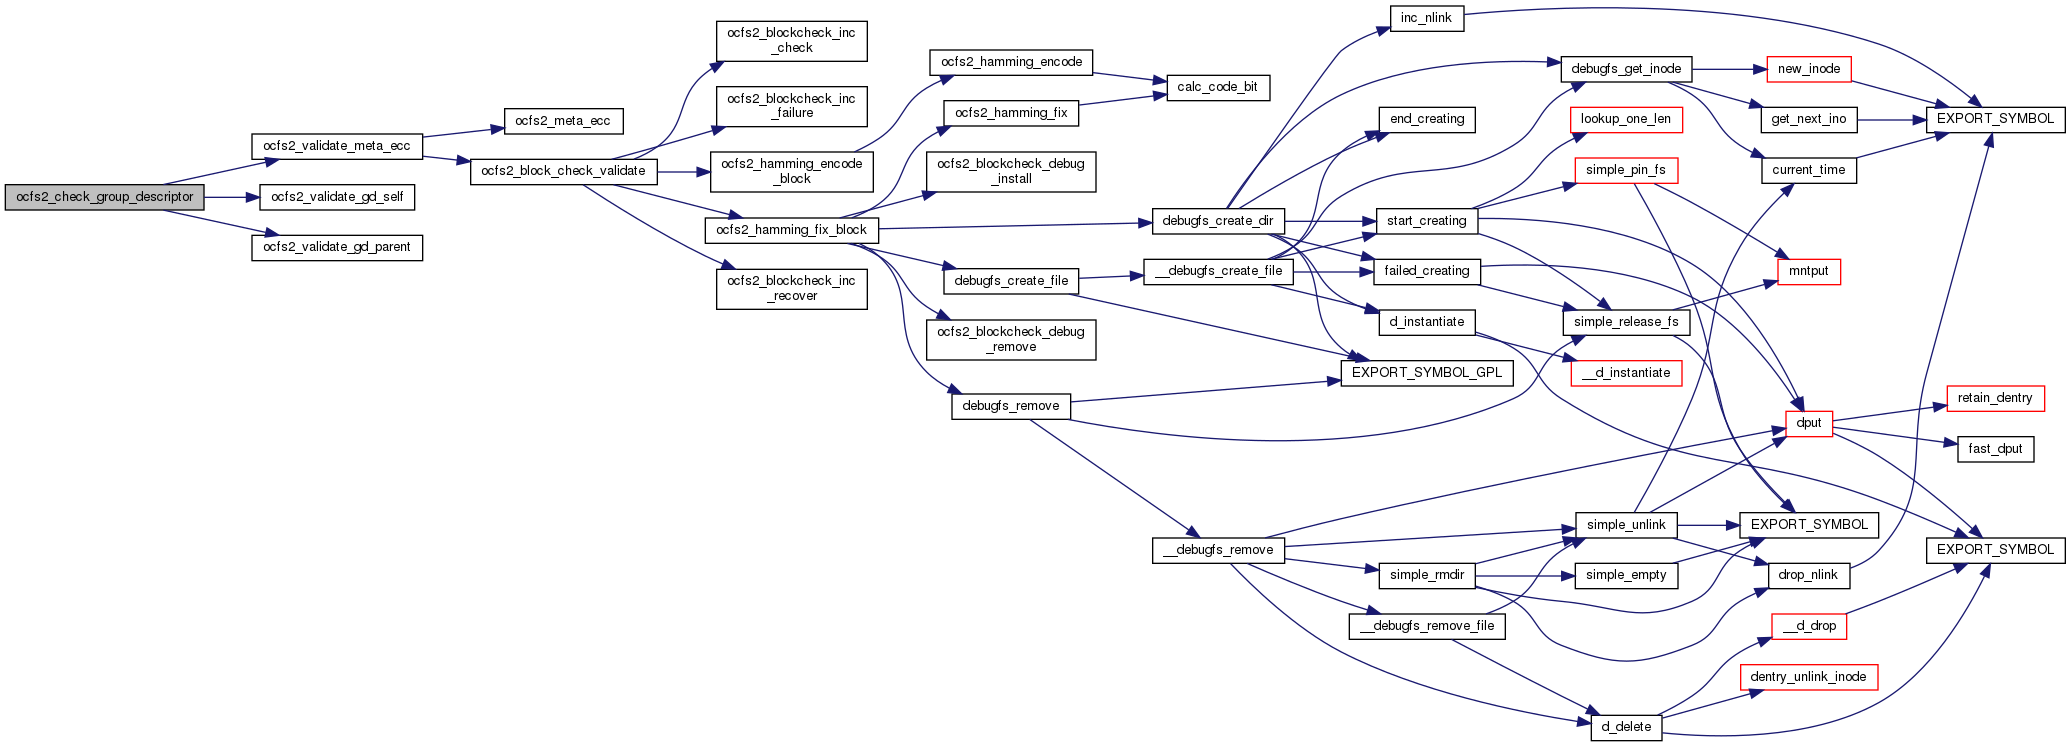 ocfs2_check_group_descriptor
ocfs2_validate_meta_ecc
ocfs2_validate_gd_self
ocfs2_validate_gd_parent
ocfs2_meta_ecc
ocfs2_block_check_validate
ocfs2_blockcheck_inc
_check
ocfs2_blockcheck_inc
_failure
ocfs2_hamming_encode
_block
ocfs2_hamming_fix_block
ocfs2_blockcheck_inc
_recover
ocfs2_hamming_encode
ocfs2_hamming_fix
ocfs2_blockcheck_debug
_install
debugfs_create_file
ocfs2_blockcheck_debug
_remove
debugfs_remove
calc_code_bit
debugfs_create_dir
__debugfs_create_file
__debugfs_remove
inc_nlink
end_creating
start_creating
failed_creating
d_instantiate
EXPORT_SYMBOL_GPL
simple_rmdir
__debugfs_remove_file
debugfs_get_inode
lookup_one_len
simple_pin_fs
simple_release_fs
__d_instantiate
simple_unlink
simple_empty
d_delete
new_inode
get_next_ino
current_time
mntput
dput
EXPORT_SYMBOL
drop_nlink
__d_drop
dentry_unlink_inode
EXPORT_SYMBOL
retain_dentry
fast_dput
EXPORT_SYMBOL